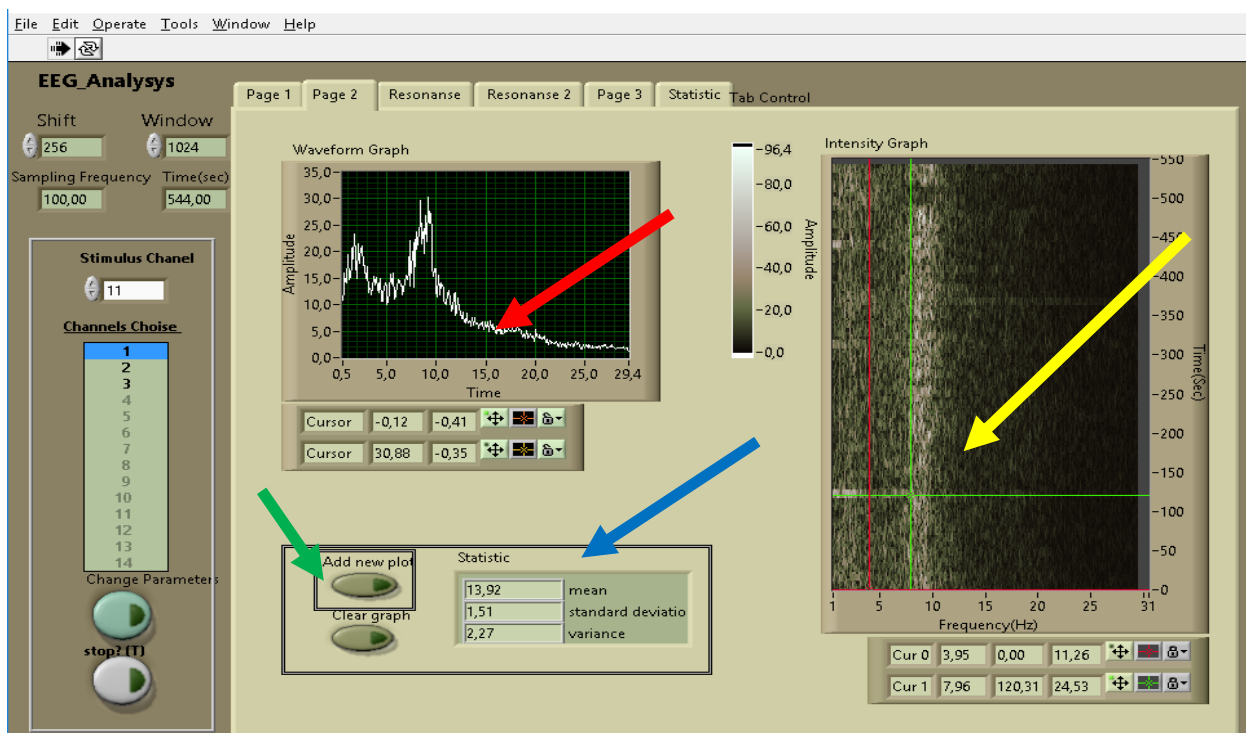 File Edit Operate Tools Window Help
EEG_Analysys
Page 1 Page 2 Resonanse Resonanse 2 Page 3 Statistic Tab Control
Shift Window
256 1024
Sampling Frequency Time(sec)
100,00 544,00
Stimulus Chanel
11
Channels Choise
1
2
3
4
5
6
7
8
9
10
11
12
13
14
Change Parameters
stop? (T)
Waveform Graph
Amplitude
35,0
30,0
25,0
20,0
15,0
10,0
5,0
0,0
0,5 5,0 10,0 15,0 20,0 25,0 29,4
Time
Cursor -0,12 -0,41
Cursor 30,88 -0,35
Add new plot
Clear graph
Statistic
13,92 mean
1,51 standard deviatio
2,27 variance
96,4
80,0
60,0
40,0
20,0
0,0
Amplitude
Intensity Graph
550
500
400
350
300
250
200
150
100
50
0
Time(Sec)
1 5 10 15 20 25 31
Frequency(Hz)
Cur 0 3,95 0,00 11,26
Cur 1 7,96 120,31 24,53